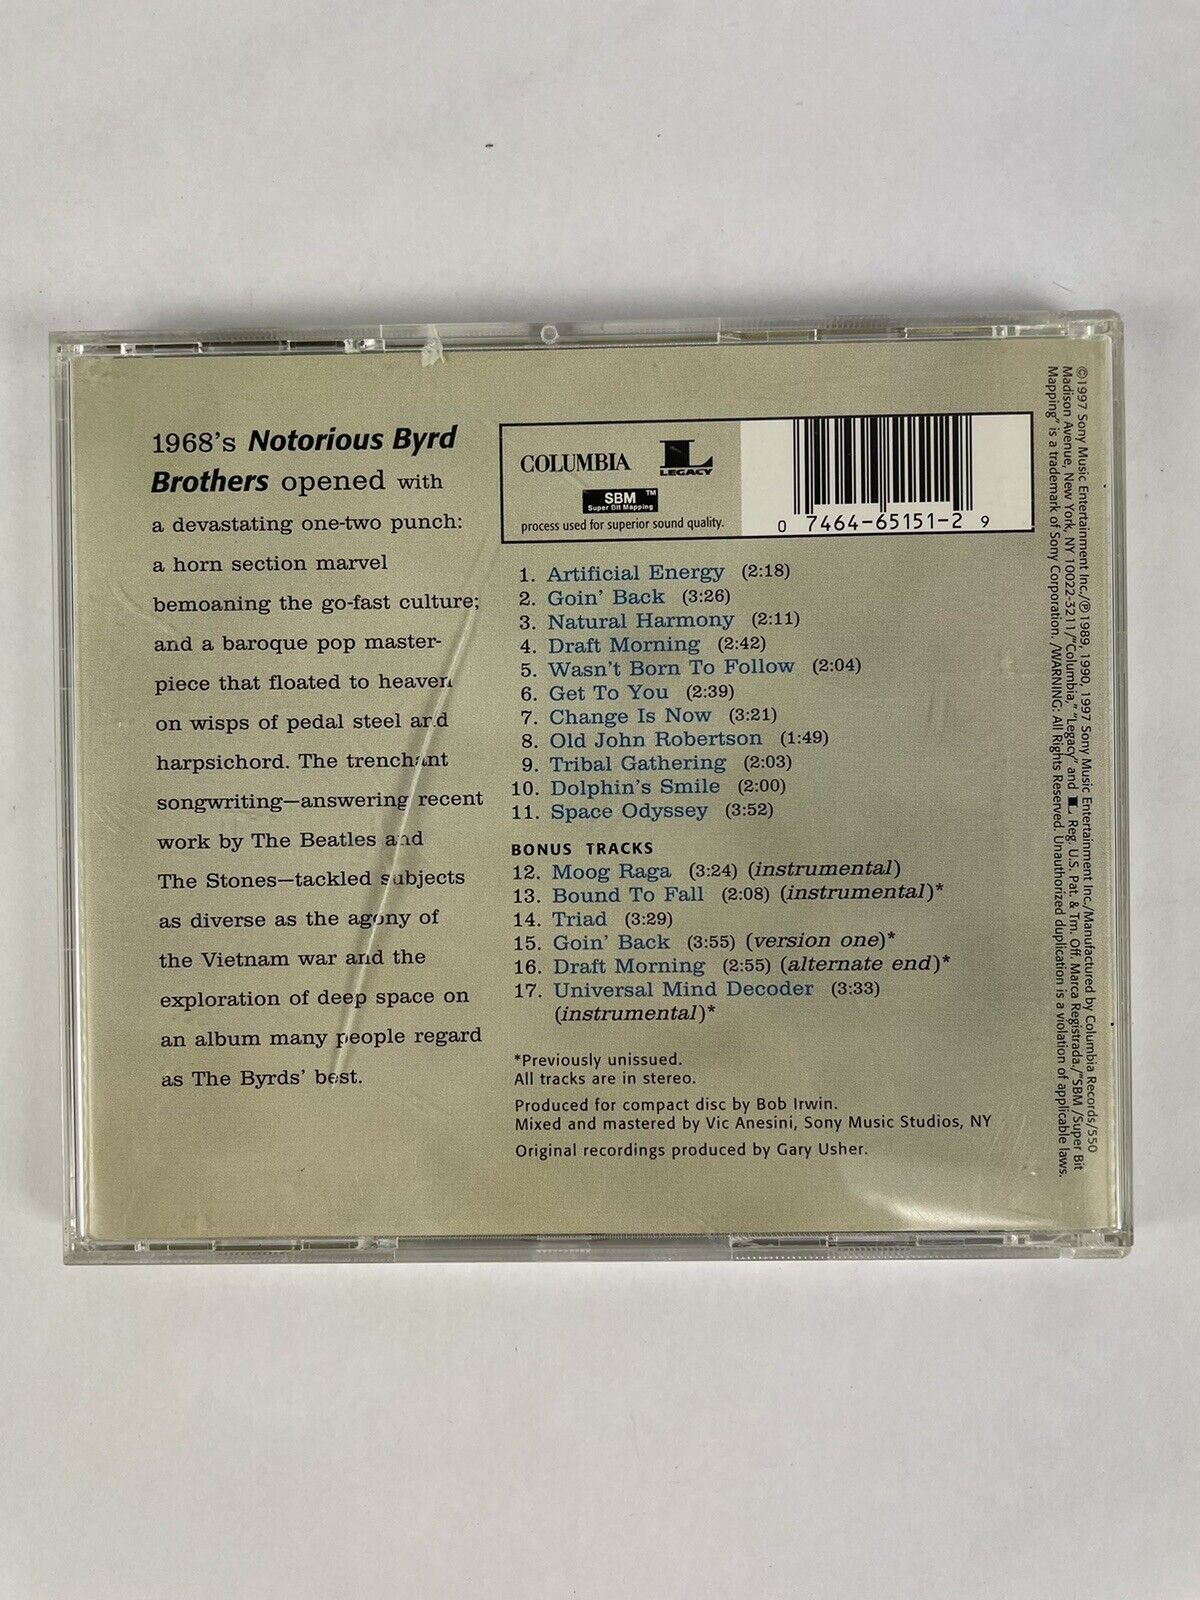 1968's Notorious Byrd
Brothers opened with
a devastating one-two punch:
a horn section marvel
bemoaning the go-fast culture;
and a baroque pop master-
piece that floated to heaven
on wisps of pedal steel and
harpsichord. The trenchant
songwriting—answering recent
work by The Beatles and
The Stones—tackled subjects
as diverse as the agony of
the Vietnam war and the
exploration of deep space on
an album many people regard
as The Byrds' best.
COLUMBIA
L
LEGACY
SBM™
Super Bit Mapping
process used for superior sound quality.
0 7464-65151-2 9
1. Artificial Energy (2:18)
2. Goin' Back (3:26)
3. Natural Harmony (2:11)
4. Draft Morning (2:42)
5. Wasn't Born To Follow (2:04)
6. Get To You (2:39)
7. Change Is Now (3:21)
8. Old John Robertson (1:49)
9. Tribal Gathering (2:03)
10. Dolphin's Smile (2:00)
11. Space Odyssey (3:52)
BONUS TRACKS
12. Moog Raga (3:24) (instrumental)
13. Bound To Fall (2:08) (instrumental)*
14. Triad (3:29)
15. Goin' Back (3:55) (version one)*
16. Draft Morning (2:55) (alternate end)*
17. Universal Mind Decoder (3:33)
(instrumental)*
*Previously unissued.
All tracks are in stereo.
Produced for compact disc by Bob Irwin.
Mixed and mastered by Vic Anesini, Sony Music Studios, NY
Original recordings produced by Gary Usher.
©1997 Sony Music Entertainment Inc./℗ 1989, 1990, 1997 Sony Music Entertainment Inc./Manufactured by Columbia Records/550
Madison Avenue, New York, NY 10022-3211/"Columbia," "Legacy" and L Reg. U.S. Pat. & Tm. Off. Marca Registrada./"SBM /Super Bit
Mapping" is a trademark of Sony Corporation. /WARNING: All Rights Reserved. Unauthorized duplication is a violation of applicable laws.